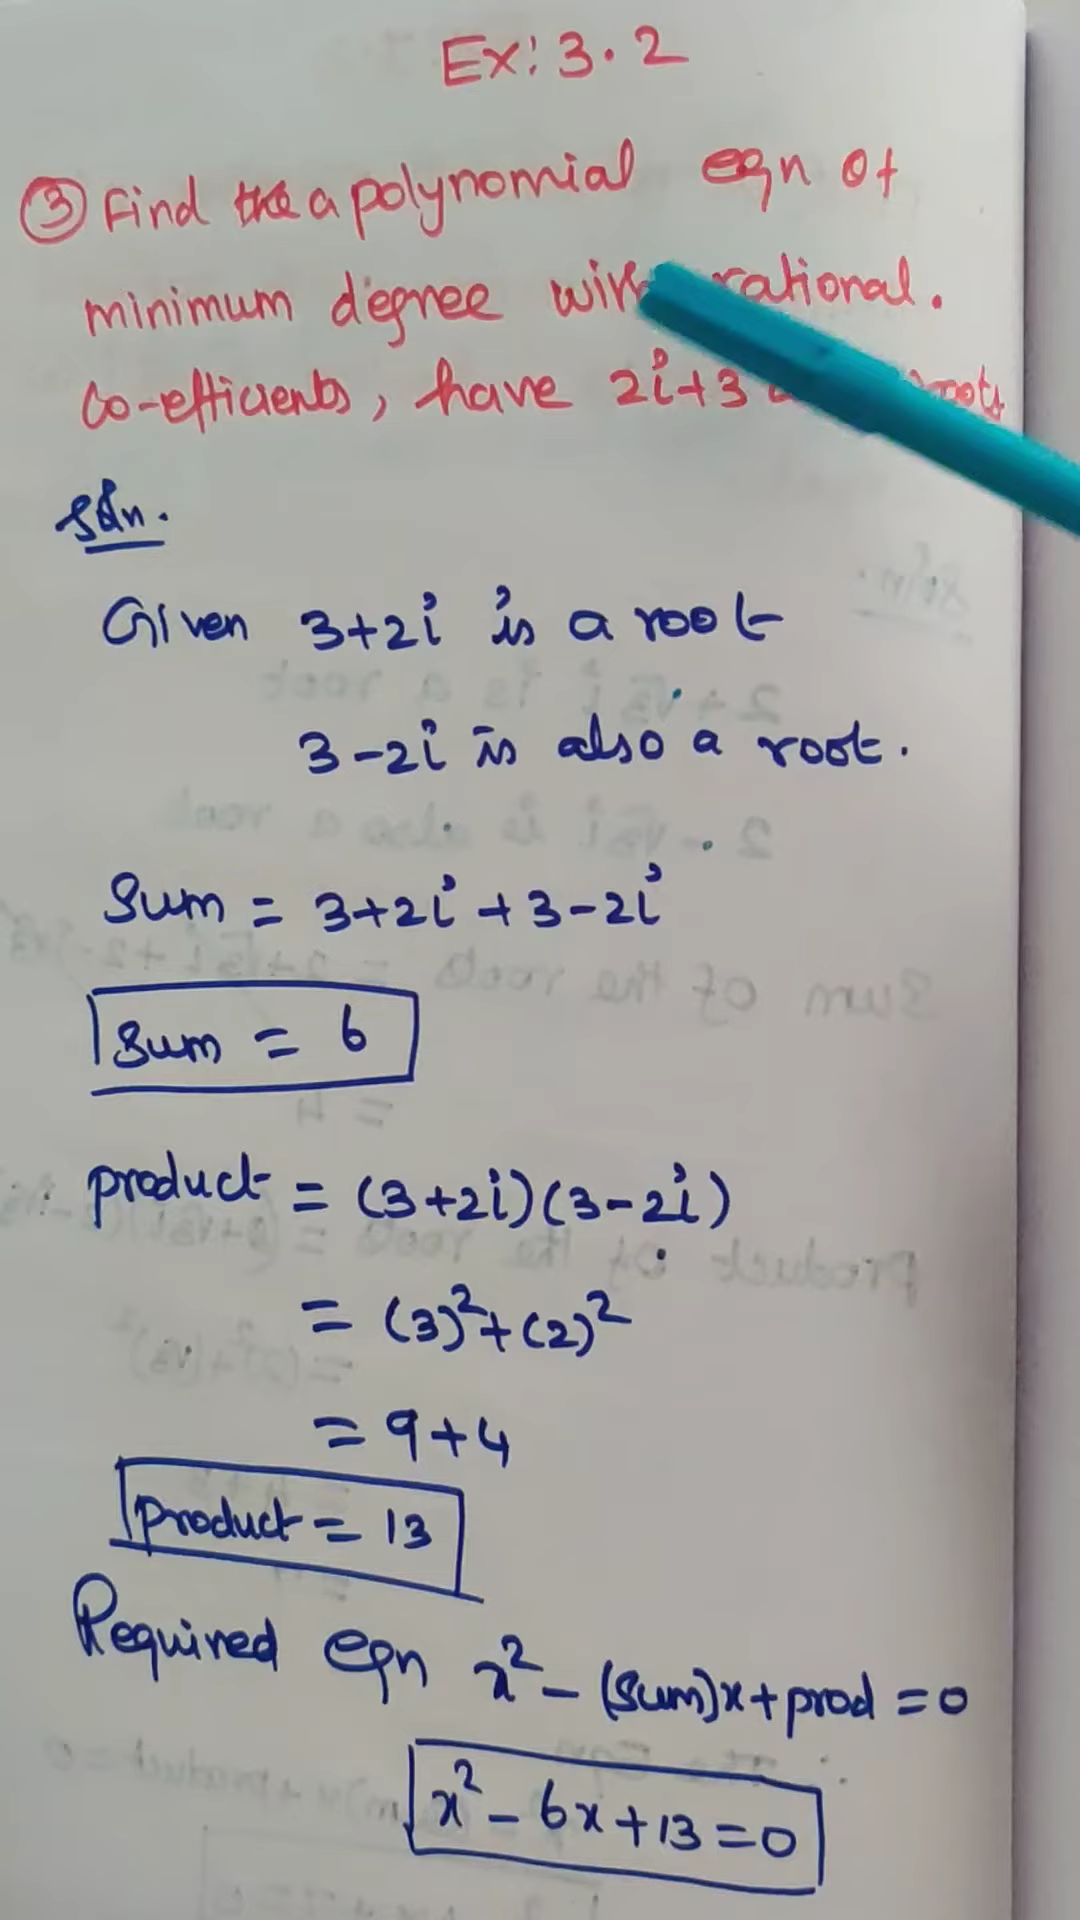 Ex: 3.2
③ Find the a polynomial eqn of
minimum degree with rational.
co-efficients, have 2i+3 roots
Soln.
Given 3+2i is a root
3-2i is also a root.
Sum = 3+2i+3-2i
Sum = 6
product = (3+2i)(3-2i)
= (3)²+(2)²
= 9+4
product = 13
Required eqn x² - (sum)x + prod = 0
x² - 6x + 13 = 0